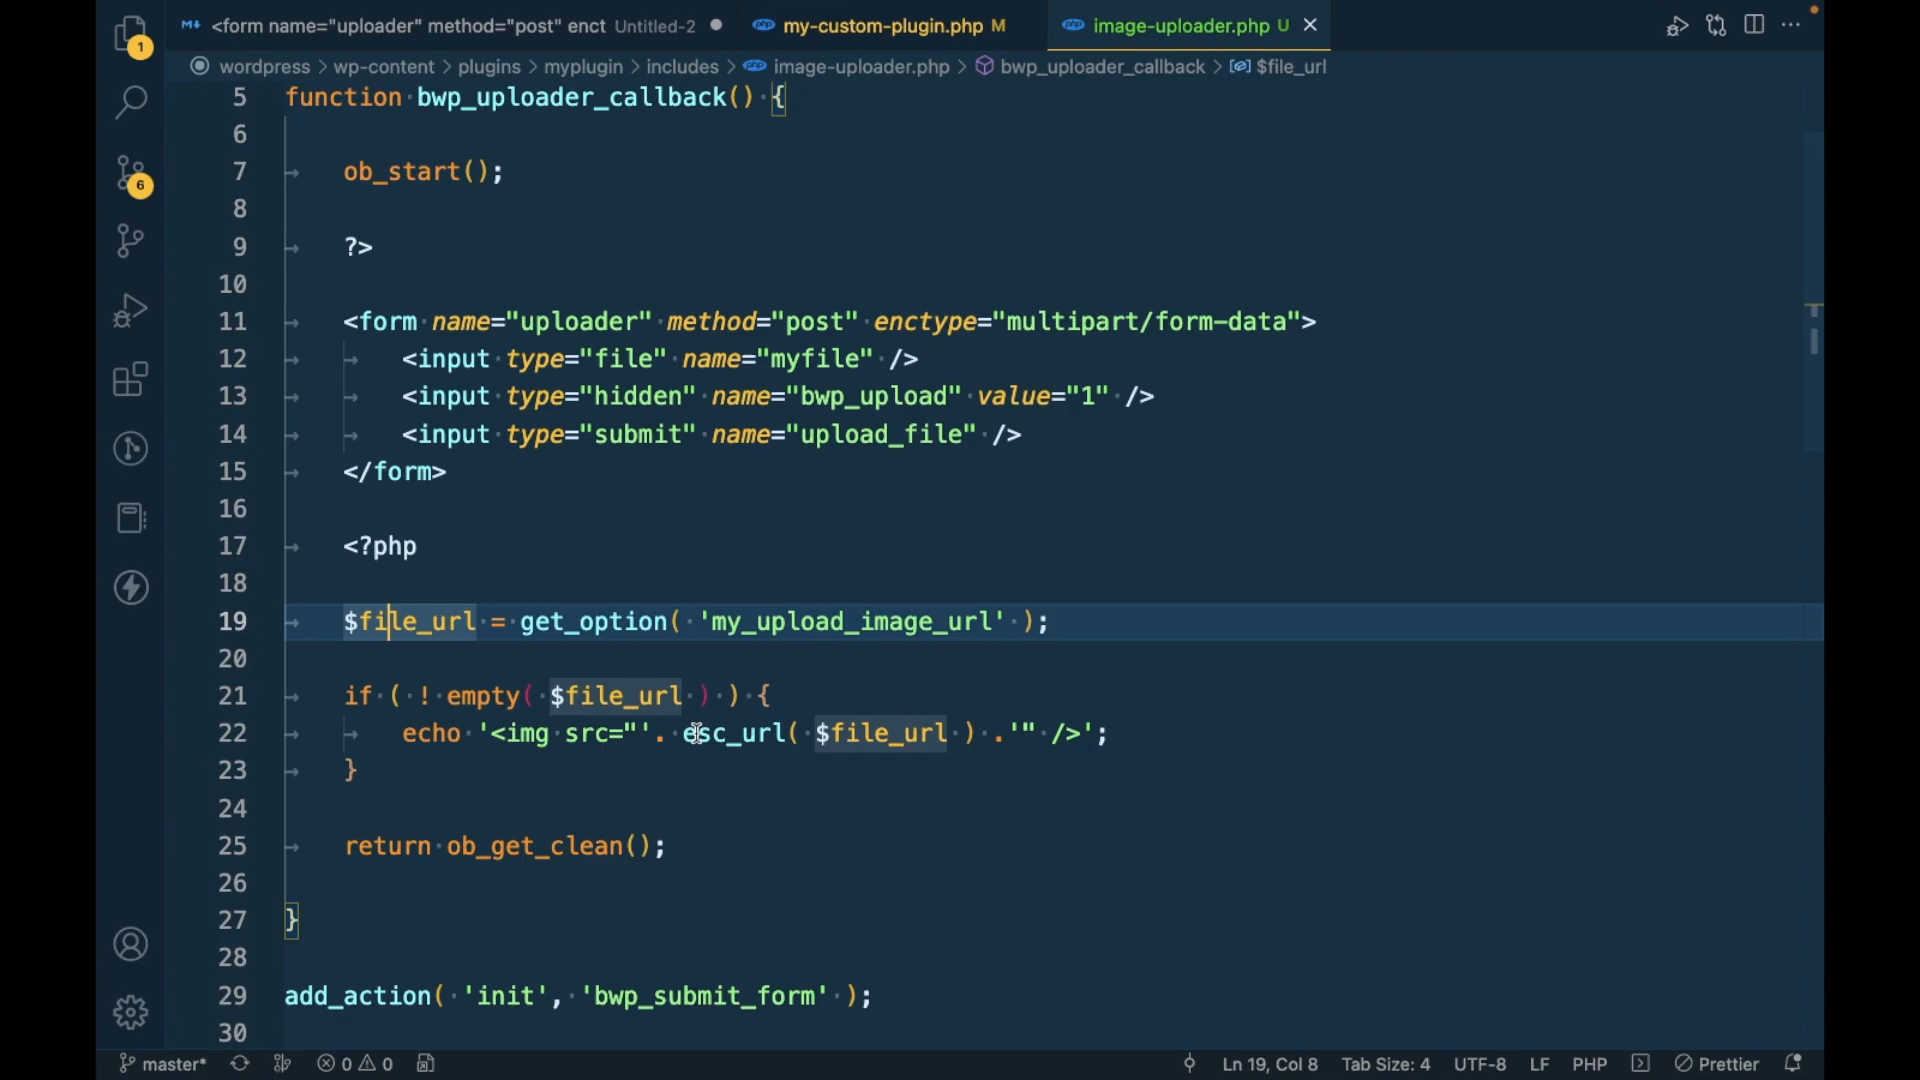 <form name="uploader" method="post" enct Untitled-2
my-custom-plugin.php M
image-uploader.php U
wordpress > wp-content > plugins > myplugin > includes > image-uploader.php > bwp_uploader_callback > $file_url
1
6
5 function bwp_uploader_callback() {
6
7 ob_start();
8
9 ?>
10
11 <form name="uploader" method="post" enctype="multipart/form-data">
12 <input type="file" name="myfile" />
13 <input type="hidden" name="bwp_upload" value="1" />
14 <input type="submit" name="upload_file" />
15 </form>
16
17 <?php
18
19 $file_url = get_option( 'my_upload_image_url' );
20
21 if ( ! empty( $file_url ) ) {
22 echo '<img src="'. esc_url( $file_url ) .'" />';
23 }
24
25 return ob_get_clean();
26
27 }
28
29 add_action( 'init', 'bwp_submit_form' );
30
master* 0 0 Ln 19, Col 8 Tab Size: 4 UTF-8 LF PHP Prettier